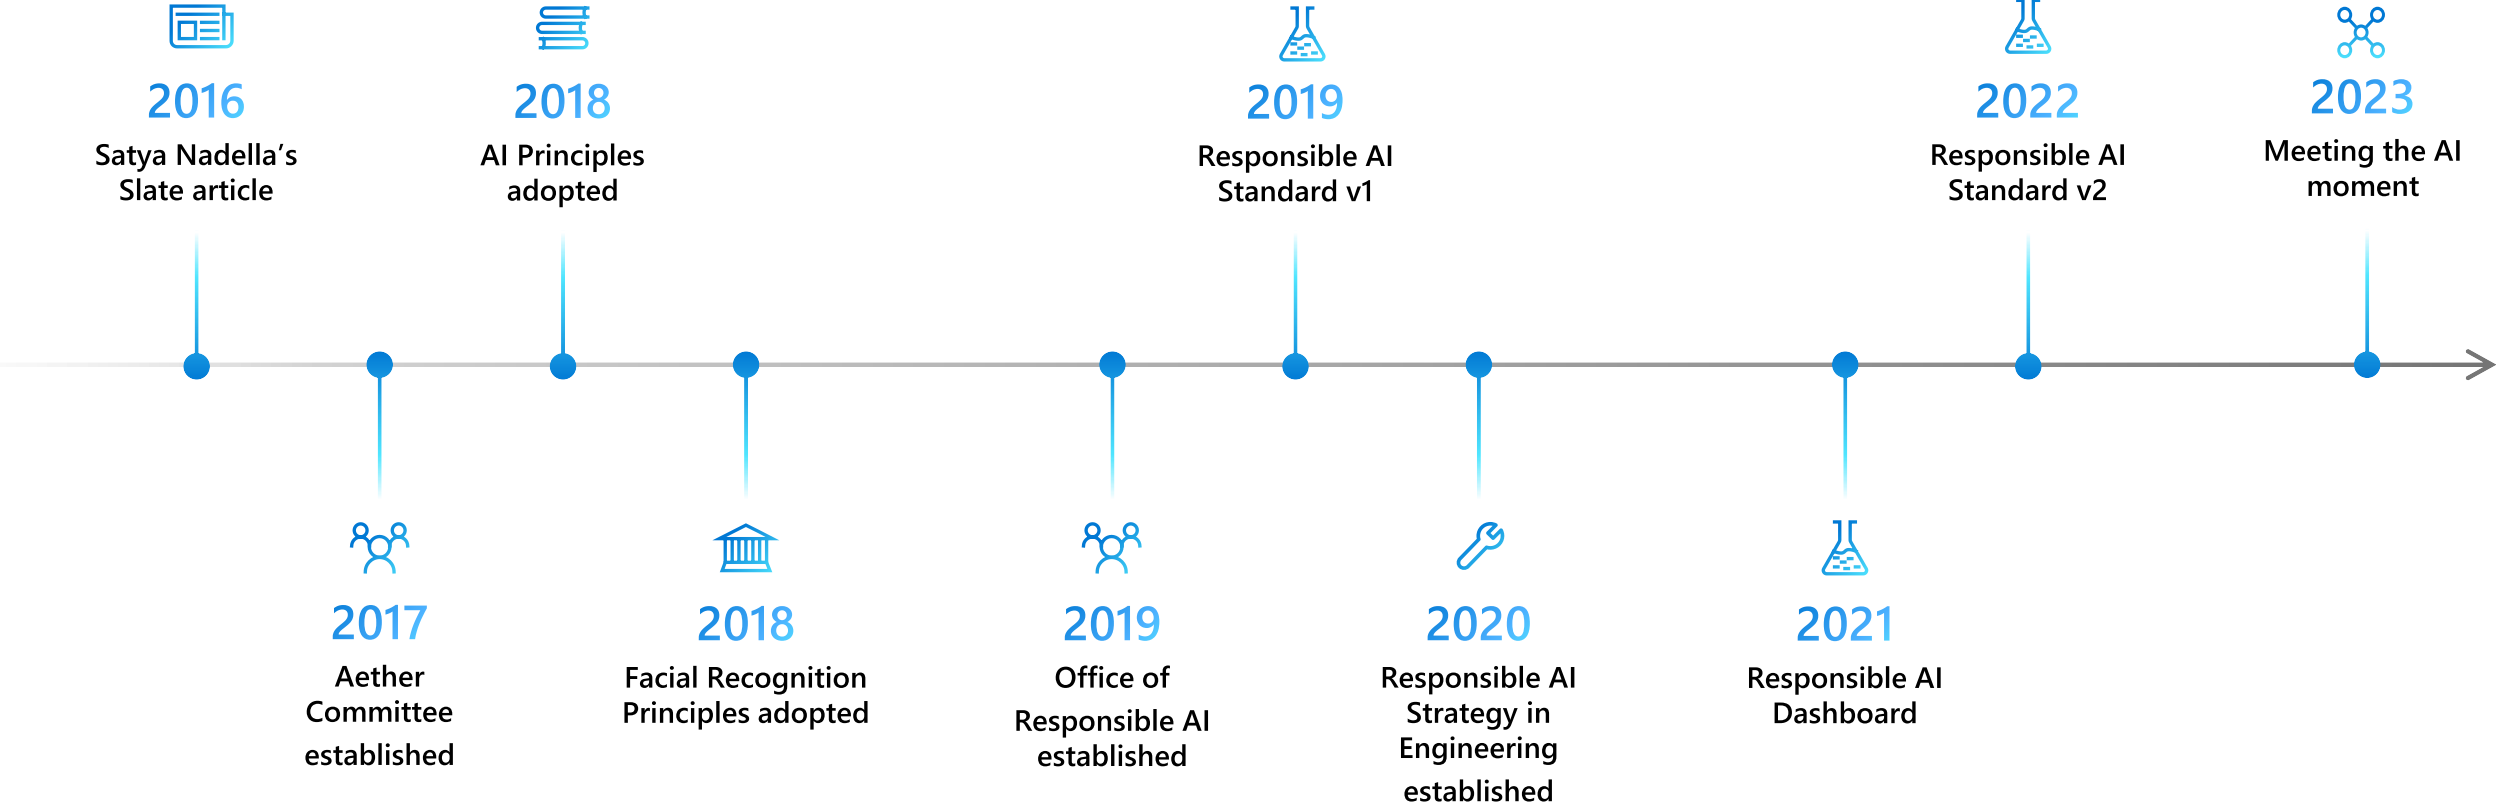 2016
Satya Nadella's
Slate article
2017
Aether
Committee
established
2018
AI Principles
adopted
2018
Facial Recognition
Principles adopted
2019
Office of
Responsible AI
established
2019
Responsible AI
Standard v1
2020
Responsible AI
Strategy in
Engineering
established
2021
Responsible AI
Dashboard
2022
Responsible AI
Standard v2
2023
Meeting the AI
moment